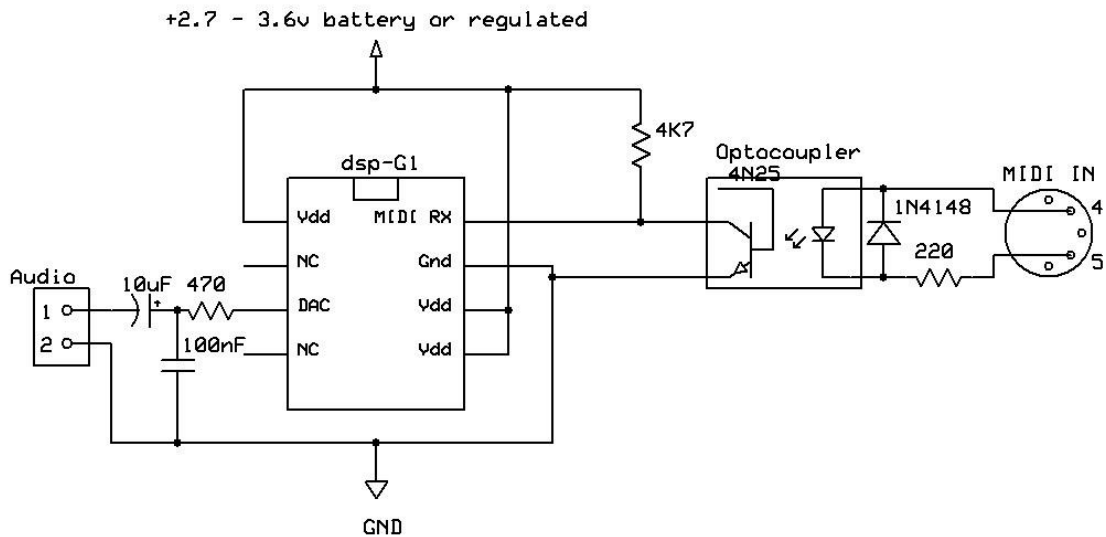 +2.7 - 3.6v battery or regulated
4K7
dsp-G1
Optocoupler
4N25
MIDI IN
Vdd
MIDI RX
1N4148
4
NC
Gnd
220
5
Audio
10uF
470
+
DAC
Vdd
1
2
100nF
NC
Vdd
GND